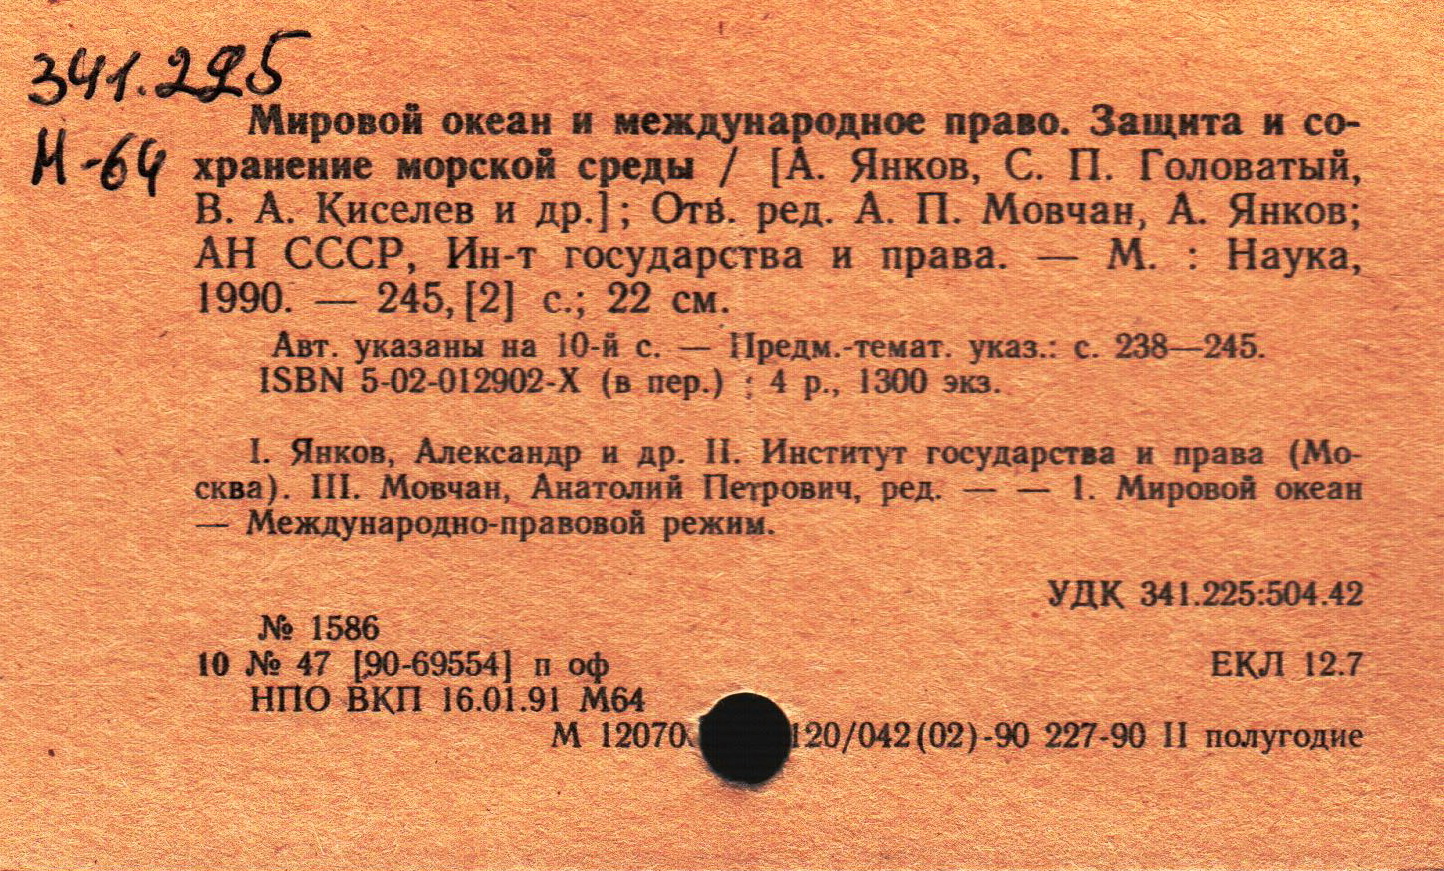 341.225
М-64
Мировой океан и международное право. Защита и со-
хранение морской среды / [А. Янков, С. П. Головатый,
В. А. Киселев и др.]; Отв. ред. А. П. Мовчан, А. Янков;
АН СССР, Ин-т государства и права. — М. : Наука,
1990. — 245, [2] с.; 22 см.
Авт. указаны на 10-й с. — Предм.-темат. указ.: с. 238—245.
ISBN 5-02-012902-X (в пер.) : 4 р., 1300 экз.
I. Янков, Александр и др. II. Институт государства и права (Мо-
сква). III. Мовчан, Анатолий Петрович, ред. — — 1. Мировой океан
— Международно-правовой режим.
УДК 341.225:504.42
№ 1586
10 № 47 [90-69554] п оф ЕКЛ 12.7
НПО ВКП 16.01.91 М64
М 12070 120/042(02)-90 227-90 II полугодие